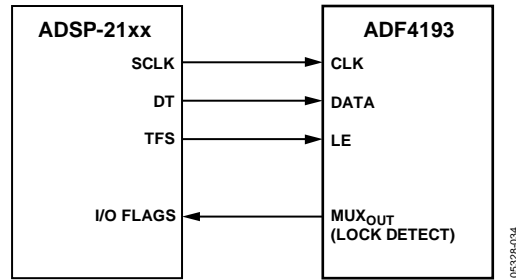 ADSP-21xx
ADF4193
SCLK
CLK
DT
DATA
TFS
LE
I/O FLAGS
MUXOUT
(LOCK DETECT)
05328-034